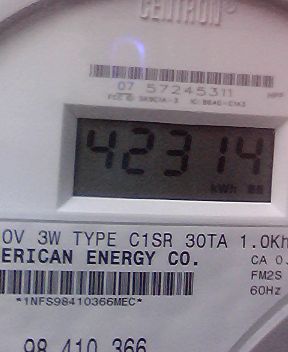 CENTRON®
07 57245311
42314
kWh
0V 3W TYPE C1SR 30TA 1.0Kh
ERICAN ENERGY CO.
CA 0.
FM2S
60Hz
*1NFS98410366MEC*
98 410 366